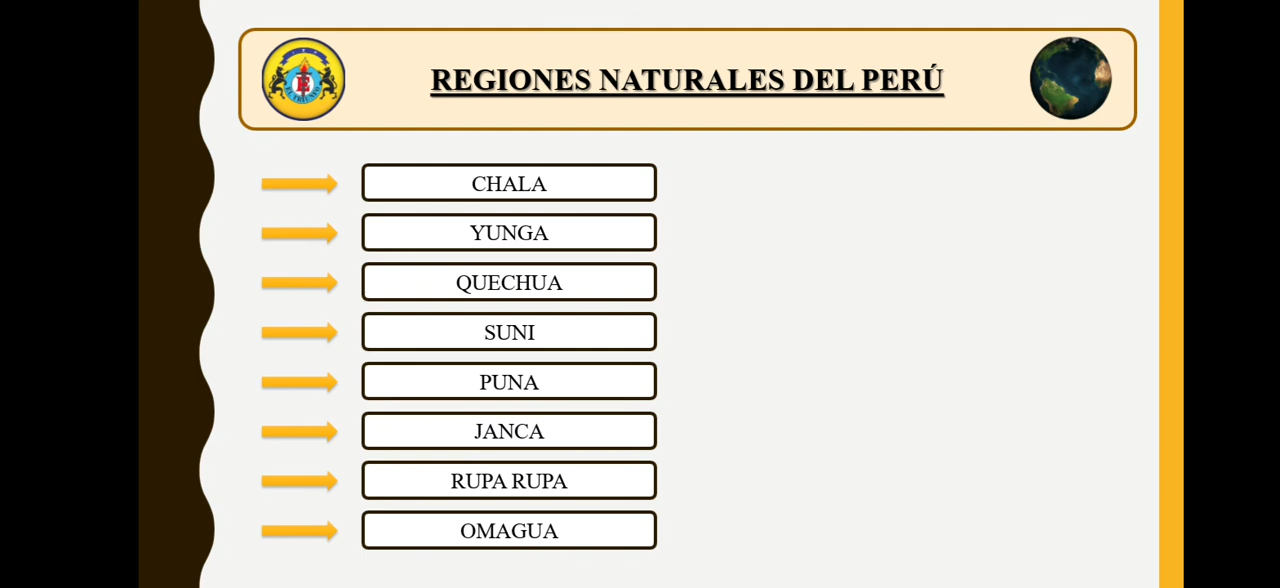 REGIONES NATURALES DEL PERÚ
CHALA
YUNGA
QUECHUA
SUNI
PUNA
JANCA
RUPA RUPA
OMAGUA